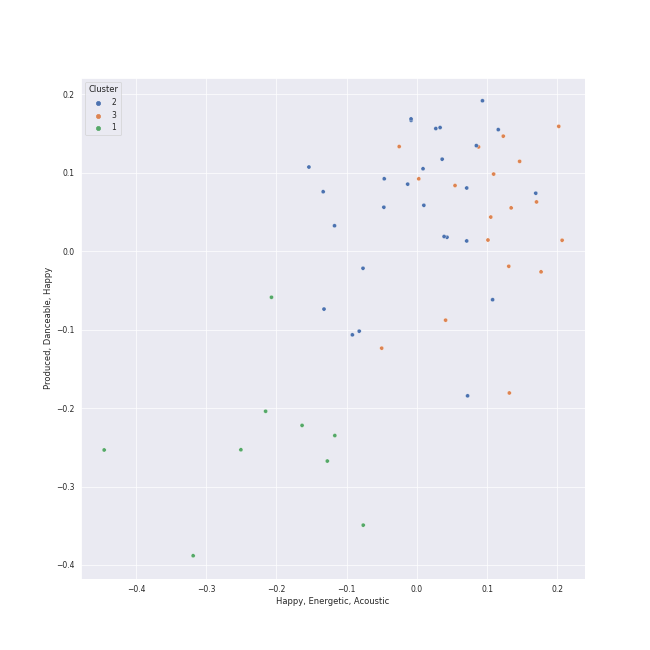 Cluster
2
3
1
0.2
0.1
0.0
−0.1
−0.2
−0.3
−0.4
Produced, Danceable, Happy
−0.4 −0.3 −0.2 −0.1 0.0 0.1 0.2
Happy, Energetic, Acoustic